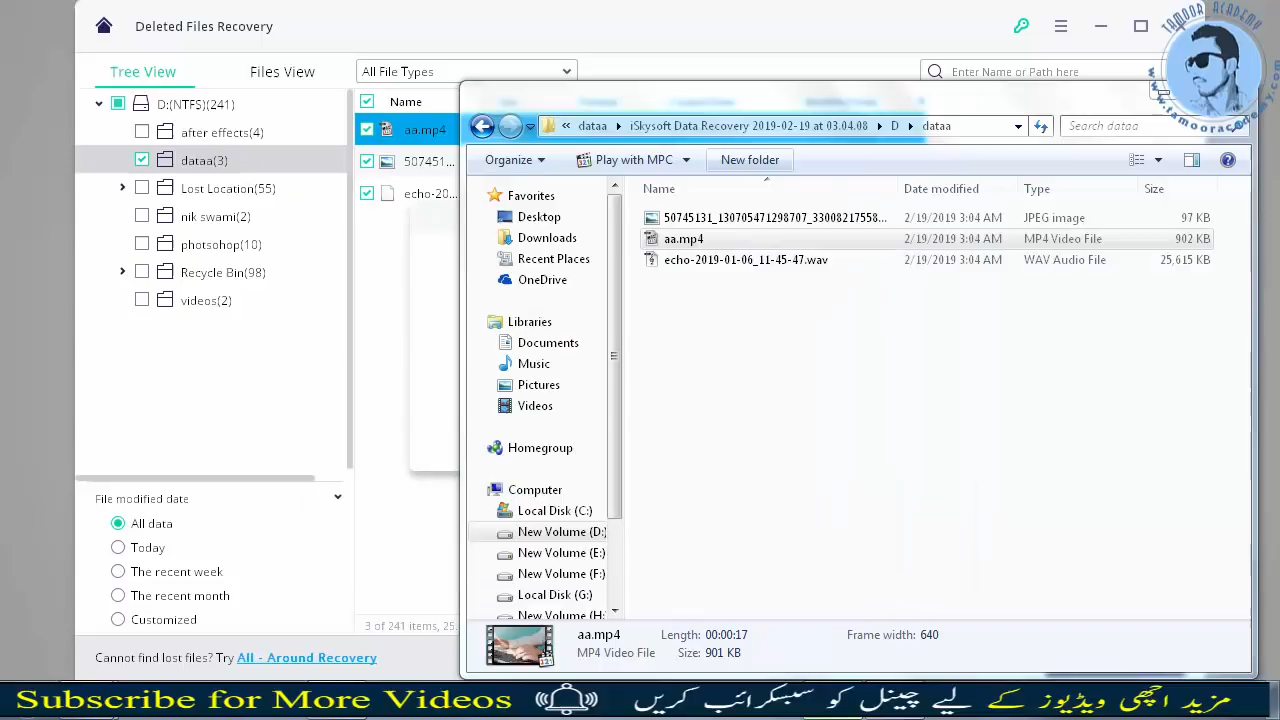 Deleted Files Recovery
TAMOOR ACADEMY
www.tamooracademy.com
Tree View
Files View
All File Types
Enter Name or Path here
D:(NTFS)(241)
after effects(4)
dataa(3)
Lost Location(55)
nik swami(2)
photsohop(10)
Recycle Bin(98)
videos(2)
Name
aa.mp4
507451...
echo-20...
File modified date
All data
Today
The recent week
The recent month
Customized
3 of 241 items, 25.
Cannot find lost files? Try All - Around Recovery
« dataa iSkysoft Data Recovery 2019-02-19 at 03.04.08 D dataa
Search dataa
Organize Play with MPC New folder
Favorites
Desktop
Downloads
Recent Places
OneDrive
Libraries
Documents
Music
Pictures
Videos
Homegroup
Computer
Local Disk (C:)
New Volume (D:)
New Volume (E:)
New Volume (F:)
Local Disk (G:)
New Volume (H:
Name Date modified Type Size
50745131_130705471298707_33008217558... 2/19/2019 3:04 AM JPEG image 97 KB
aa.mp4 2/19/2019 3:04 AM MP4 Video File 902 KB
echo-2019-01-06_11-45-47.wav 2/19/2019 3:04 AM WAV Audio File 25,615 KB
aa.mp4 Length: 00:00:17 Frame width: 640
MP4 Video File Size: 901 KB
Subscribe for More Videos
مزید اچھی ویڈیوز کے لیے چینل کو سبسکرائب کریں